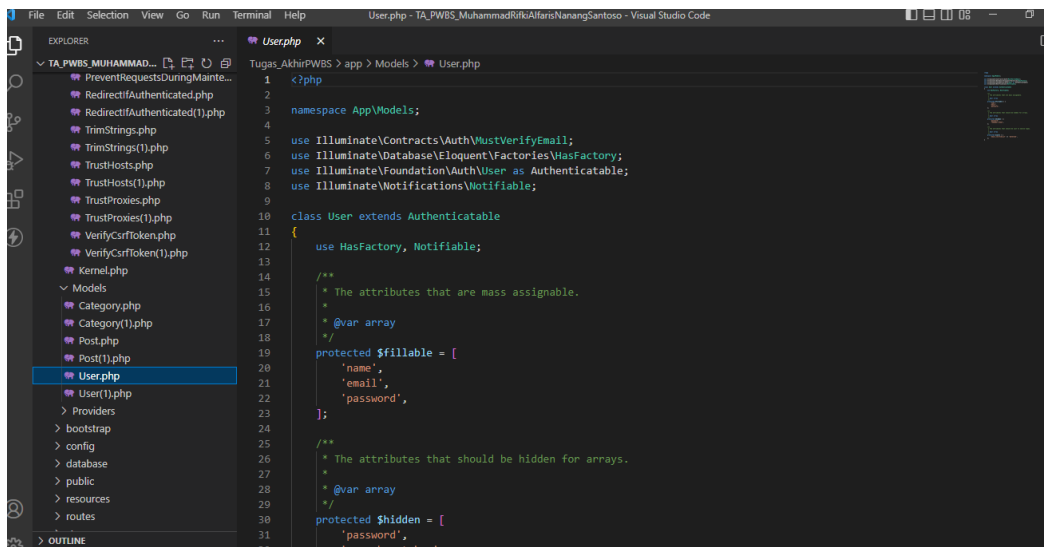 File Edit Selection View Go Run Terminal Help User.php - TA_PWBS_MuhammadRifkiAlfarisNanangSantoso - Visual Studio Code
EXPLORER ...
TA_PWBS_MUHAMMAD...
PreventRequestsDuringMainte...
RedirectIfAuthenticated.php
RedirectIfAuthenticated(1).php
TrimStrings.php
TrimStrings(1).php
TrustHosts.php
TrustHosts(1).php
TrustProxies.php
TrustProxies(1).php
VerifyCsrfToken.php
VerifyCsrfToken(1).php
Kernel.php
Models
Category.php
Category(1).php
Post.php
Post(1).php
User.php
User(1).php
> Providers
> bootstrap
> config
> database
> public
> resources
> routes
> OUTLINE
User.php ×
Tugas_AkhirPWBS > app > Models > User.php
1 <?php
2
3 namespace App\Models;
4
5 use Illuminate\Contracts\Auth\MustVerifyEmail;
6 use Illuminate\Database\Eloquent\Factories\HasFactory;
7 use Illuminate\Foundation\Auth\User as Authenticatable;
8 use Illuminate\Notifications\Notifiable;
9
10 class User extends Authenticatable
11 {
12 use HasFactory, Notifiable;
13
14 /**
15 * The attributes that are mass assignable.
16 *
17 * @var array
18 */
19 protected $fillable = [
20 'name',
21 'email',
22 'password',
23 ];
24
25 /**
26 * The attributes that should be hidden for arrays.
27 *
28 * @var array
29 */
30 protected $hidden = [
31 'password',